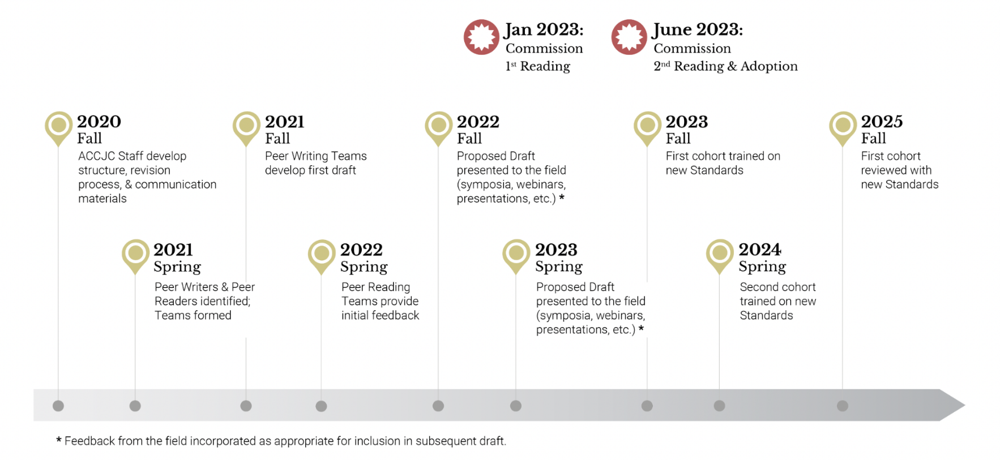 Jan 2023:
Commission
1st Reading
June 2023:
Commission
2nd Reading & Adoption
2020
Fall
ACCJC Staff develop
structure, revision
process, & communication
materials
2021
Fall
Peer Writing Teams
develop first draft
2022
Fall
Proposed Draft
presented to the field
(symposia, webinars,
presentations, etc.) *
2023
Fall
First cohort trained on
new Standards
2025
Fall
First cohort
reviewed with
new Standards
2021
Spring
Peer Writers & Peer
Readers identified;
Teams formed
2022
Spring
Peer Reading
Teams provide
initial feedback
2023
Spring
Proposed Draft
presented to the field
(symposia, webinars,
presentations, etc.) *
2024
Spring
Second cohort
trained on new
Standards
* Feedback from the field incorporated as appropriate for inclusion in subsequent draft.